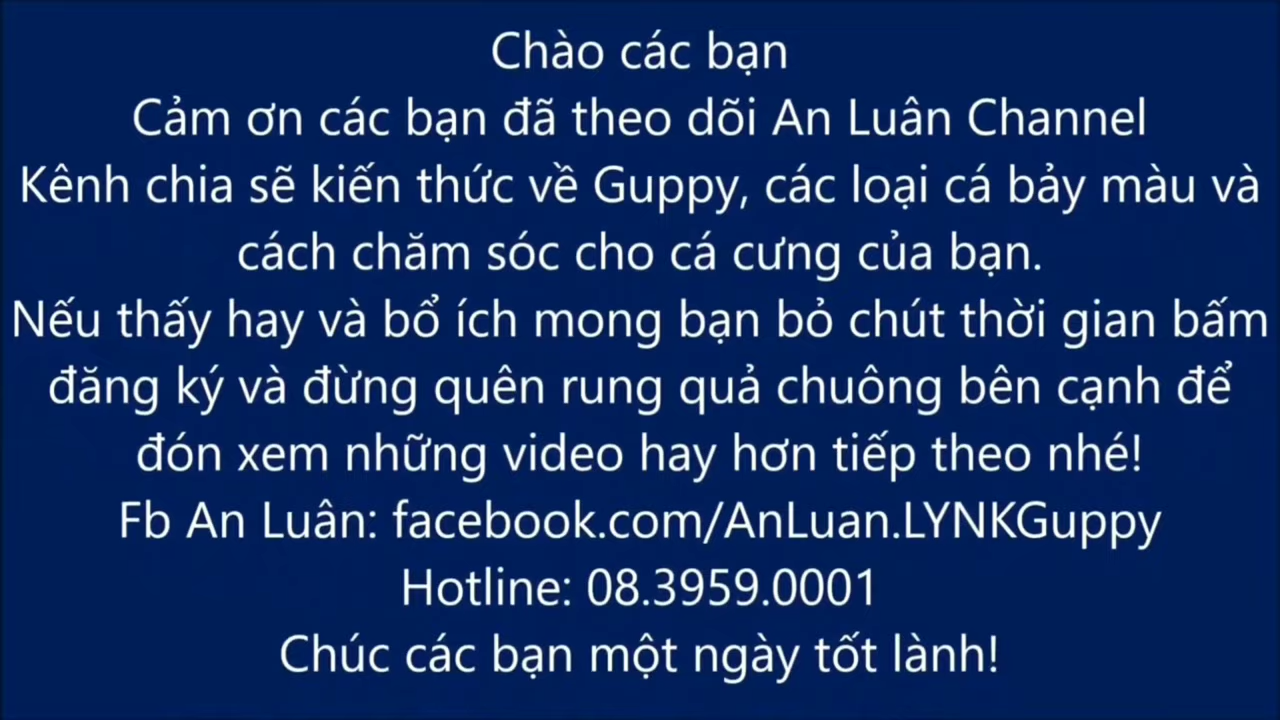 Chào các bạn
Cảm ơn các bạn đã theo dõi An Luân Channel
Kênh chia sẽ kiến thức về Guppy, các loại cá bảy màu và
cách chăm sóc cho cá cưng của bạn.
Nếu thấy hay và bổ ích mong bạn bỏ chút thời gian bấm
đăng ký và đừng quên rung quả chuông bên cạnh để
đón xem những video hay hơn tiếp theo nhé!
Fb An Luân: facebook.com/AnLuan.LYNKGuppy
Hotline: 08.3959.0001
Chúc các bạn một ngày tốt lành!